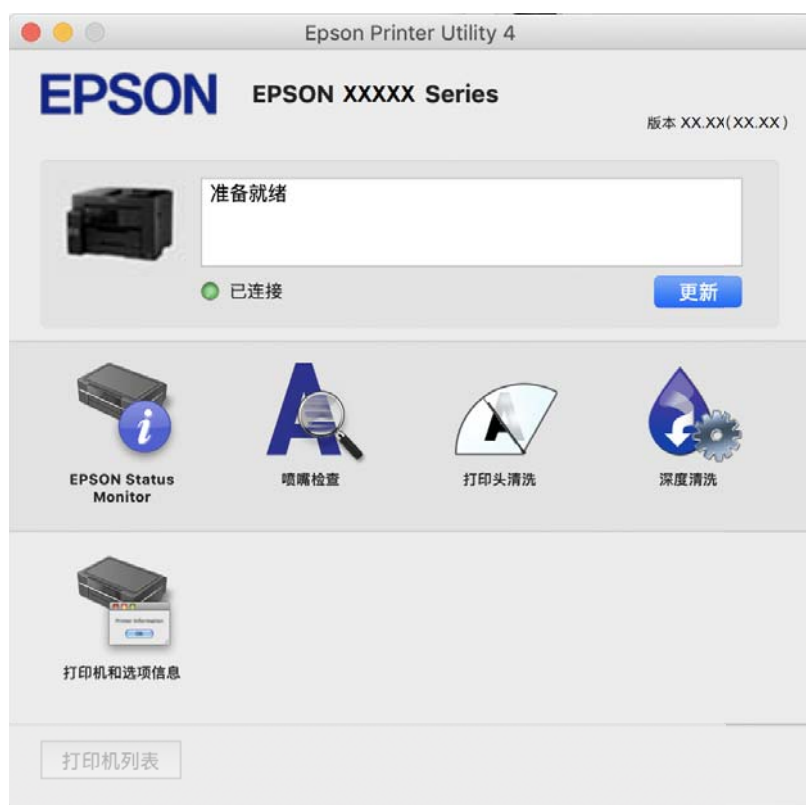 Epson Printer Utility 4
EPSON
EPSON XXXXX Series
版本 XX.XX(XX.XX)
准备就绪
已连接
更新
EPSON Status
Monitor
喷嘴检查
打印头清洗
深度清洗
Printer Information
打印机和选项信息
打印机列表